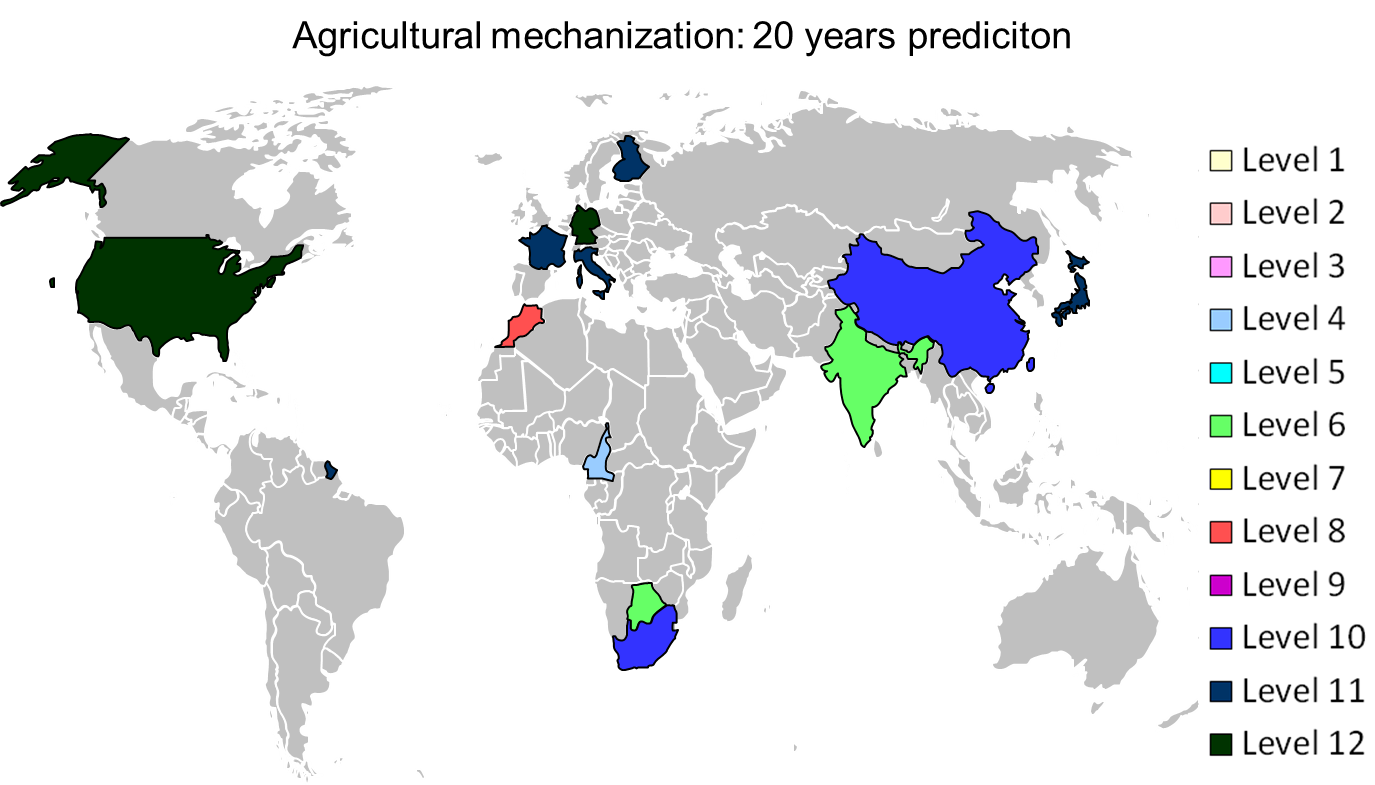 Agricultural mechanization: 20 years prediciton
Level 1
Level 2
Level 3
Level 4
Level 5
Level 6
Level 7
Level 8
Level 9
Level 10
Level 11
Level 12